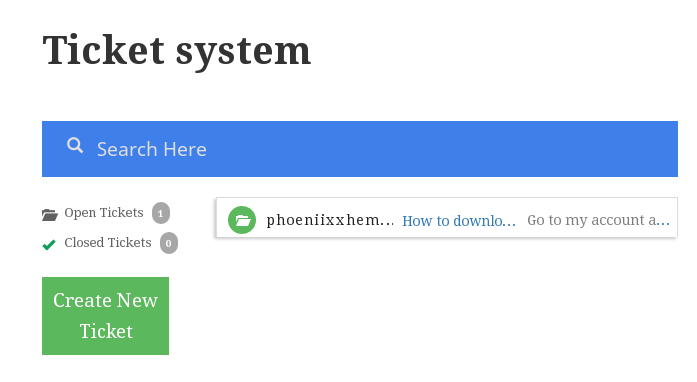 Ticket system
Search Here
Open Tickets 1
Closed Tickets 0
Create New
Ticket
phoeniixxhem... How to downlo... Go to my account a...